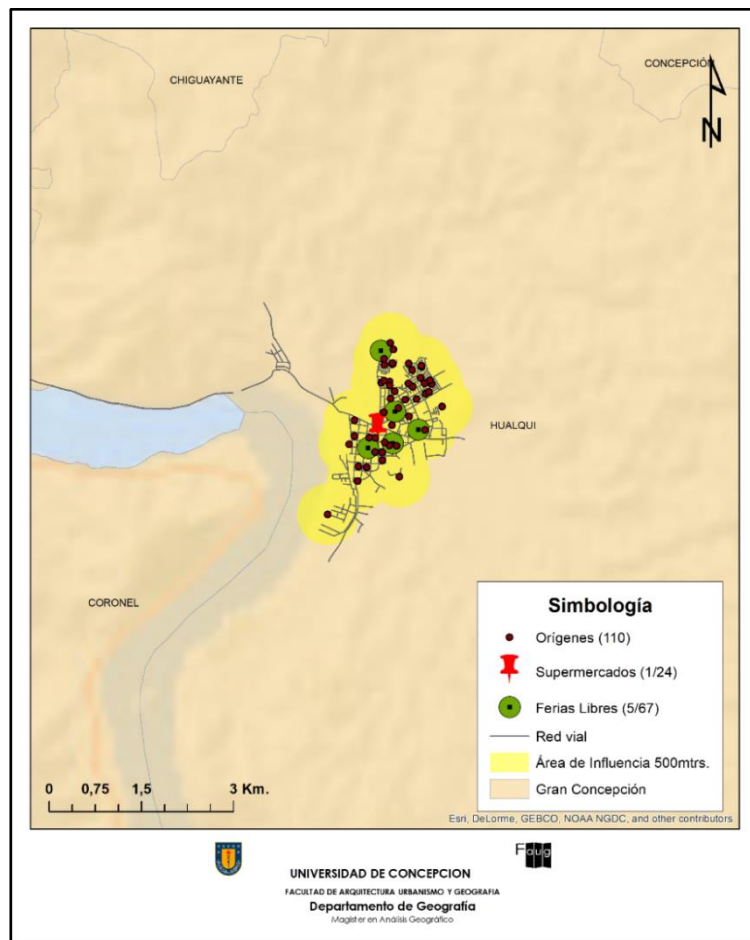 CHIGUAYANTE
CONCEPCIÓN
N
HUALQUI
CORONEL
Simbología
Orígenes (110)
Supermercados (1/24)
Ferias Libres (5/67)
Red vial
Área de Influencia 500mtrs.
Gran Concepción
0 0,75 1,5 3 Km.
Esri, DeLorme, GEBCO, NOAA NGDC, and other contributors
Faug
UNIVERSIDAD DE CONCEPCION
FACULTAD DE ARQUITECTURA URBANISMO Y GEOGRAFIA
Departamento de Geografía
Magister en Análisis Geográfico